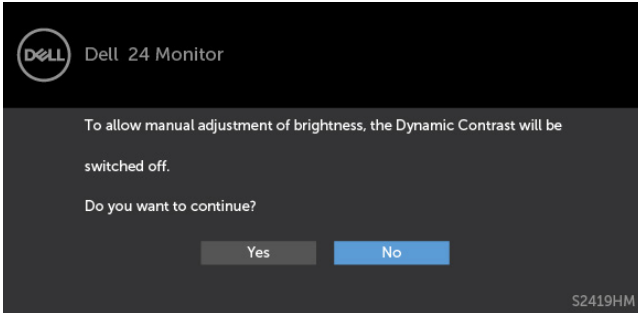 DELL
Dell 24 Monitor
To allow manual adjustment of brightness, the Dynamic Contrast will be
switched off.
Do you want to continue?
Yes No
S2419HM